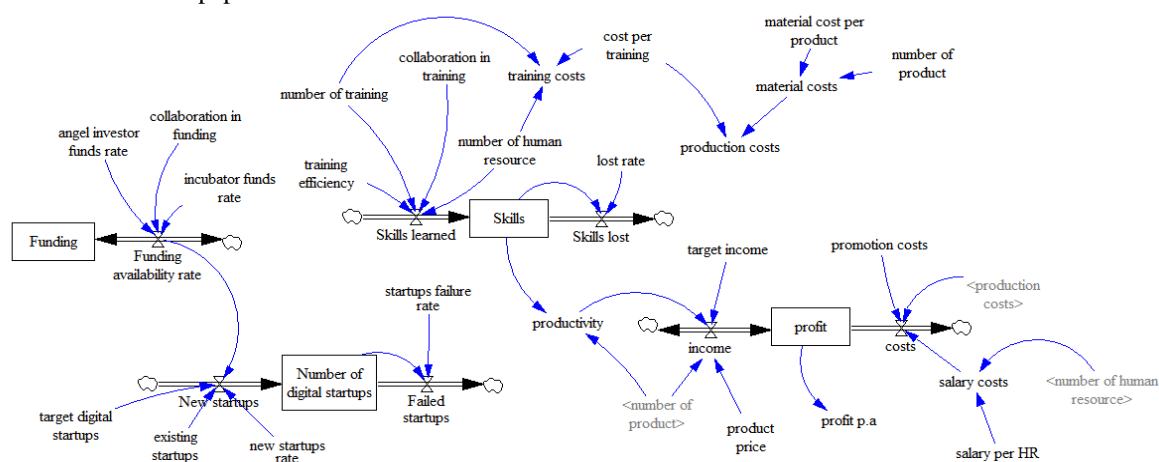 material cost per
product
cost per
training
number of
product
collaboration in
training
training costs
material costs
number of training
collaboration in
funding
angel investor
funds rate
number of human
resource
production costs
training
efficiency
lost rate
incubator funds
rate
Skills
Funding
Skills learned
Skills lost
Funding
availability rate
target income
promotion costs
startups failure
rate
<production
costs>
productivity
profit
income
costs
Number of
digital startups
New startups
Failed
startups
salary costs
<number of human
resource>
target digital
startups
<number of
product>
existing
startups
new startups
rate
product
price
profit p.a
salary per HR